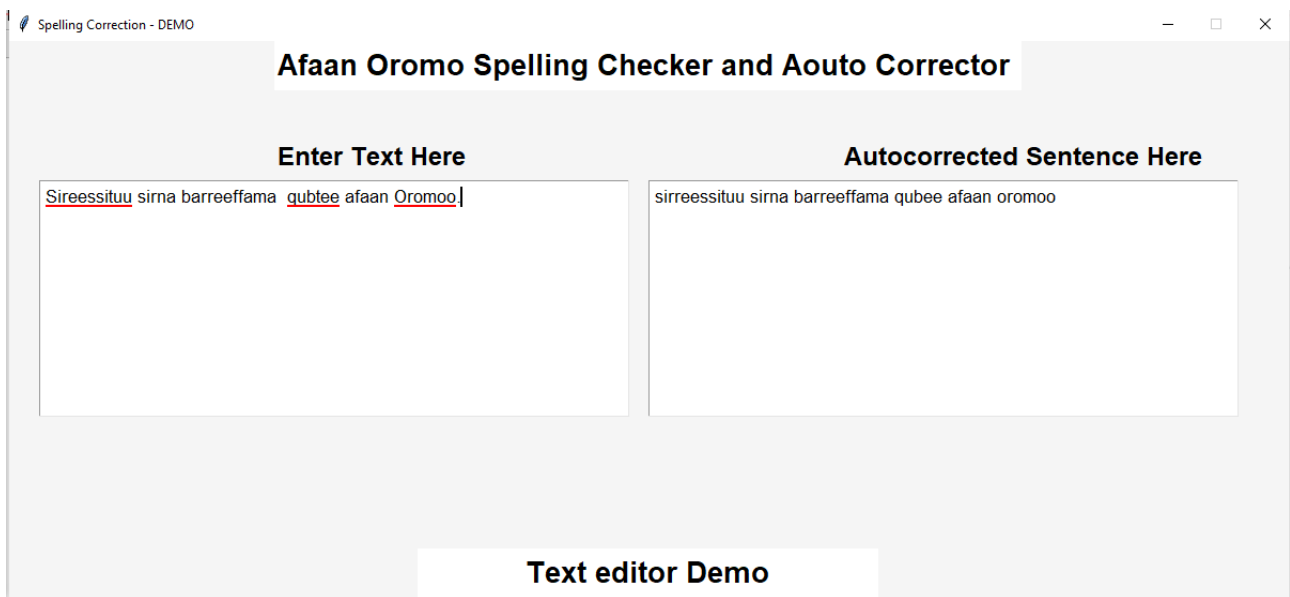 Spelling Correction - DEMO
Afaan Oromo Spelling Checker and Aouto Corrector
Enter Text Here
Autocorrected Sentence Here
Sireessituu sirna barreeffama  qubtee afaan Oromoo.
sirreessituu sirna barreeffama qubee afaan oromoo
Text editor Demo